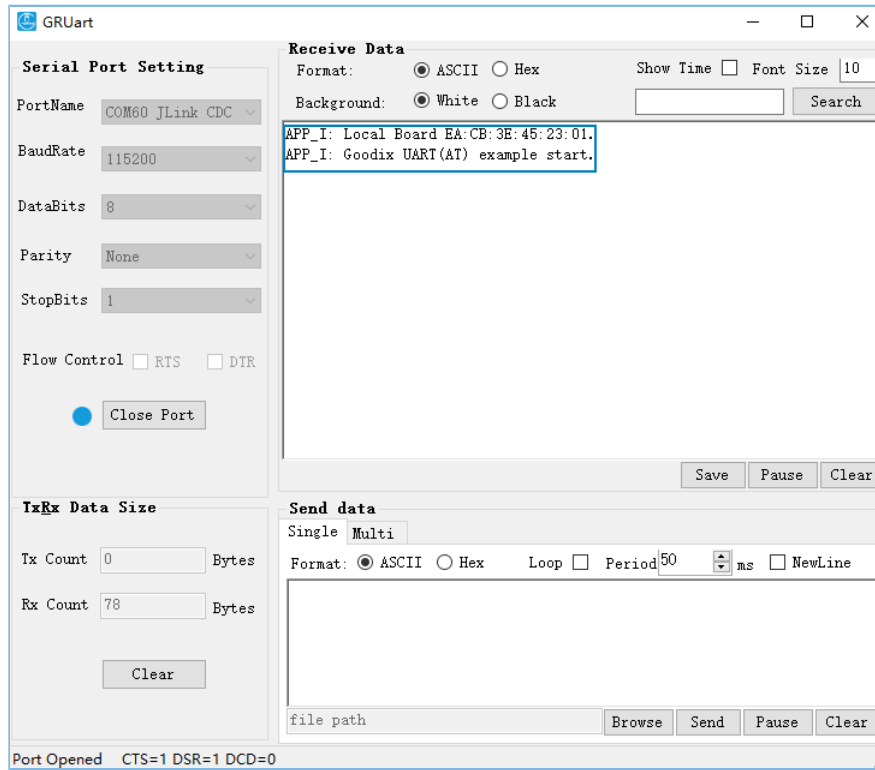 GRUart
Serial Port Setting
PortName COM60 JLink CDC
BaudRate 115200
DataBits 8
Parity None
StopBits 1
Flow Control RTS DTR
Close Port
Receive Data
Format: ASCII Hex Show Time Font Size 10
Background: White Black Search
APP_I: Local Board EA:CB:3E:45:23:01.
APP_I: Goodix UART(AT) example start.
Save Pause Clear
TxRx Data Size
Tx Count 0 Bytes
Rx Count 78 Bytes
Clear
Send data
Single Multi
Format: ASCII Hex Loop Period 50 ms NewLine
file path Browse Send Pause Clear
Port Opened CTS=1 DSR=1 DCD=0